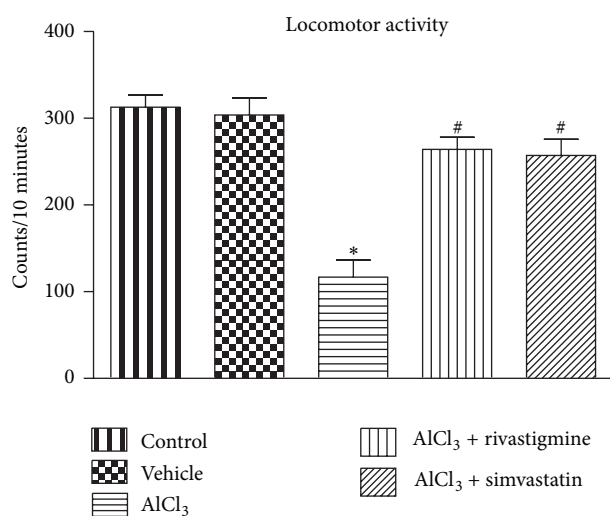 Locomotor activity
400
300
200
100
0
Counts/10 minutes
*
#
#
Control
Vehicle
AlCl₃
AlCl₃ + rivastigmine
AlCl₃ + simvastatin